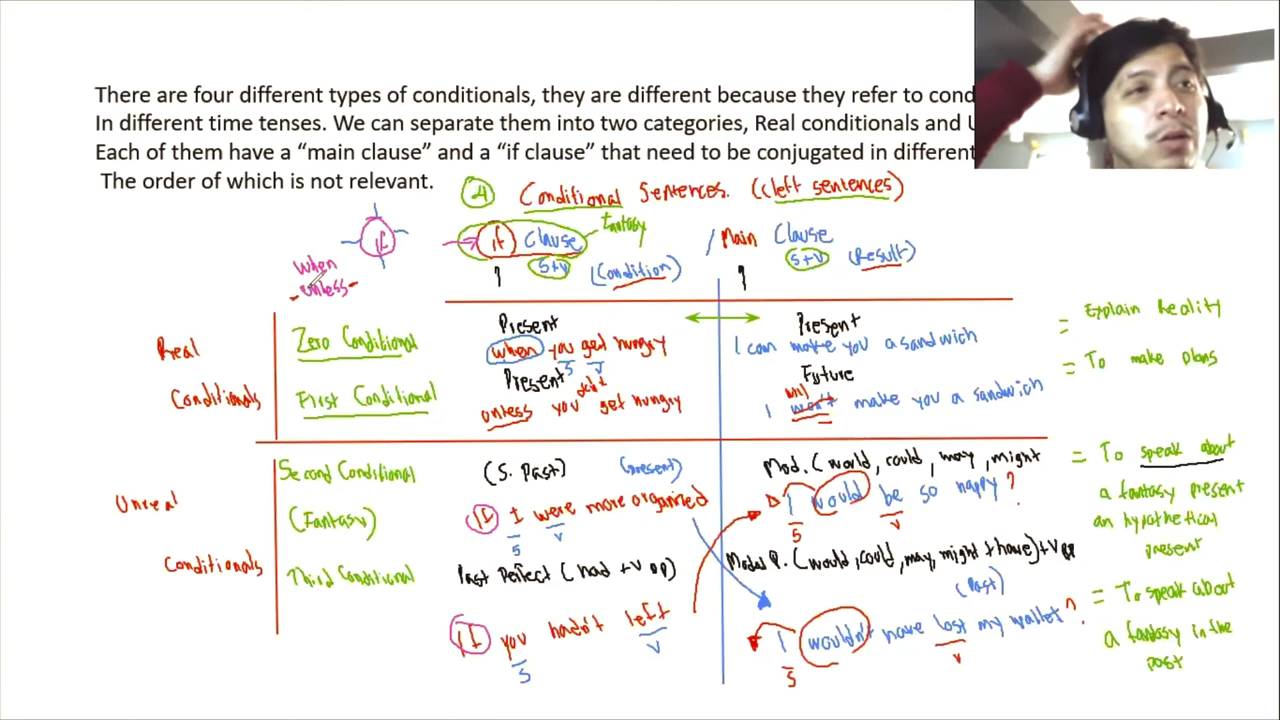 There are four different types of conditionals, they are different because they refer to cond
In different time tenses. We can separate them into two categories, Real conditionals and U
Each of them have a “main clause” and a “if clause” that need to be conjugated in different
The order of which is not relevant.
4 Conditional Sentences. (cleft sentences)
if Clause fantasy / Main Clause
if
S+V (Condition) S+V (Result)
When
unless
Real Conditionals
Zero Conditional Present Present = Explain Reality
when you get hungry I can make you a sandwich
S V
First Conditional Present Future = To make plans
unless you didn't get hungry I won't will make you a sandwich
Unreal Conditionals
Second Conditional (S. Past) (present) Mod. (would, could, may, might = To speak about
(Fantasy) If I were more organized I would be so happy? a fantasy present
S V S V an hypothetical
present
Third Conditional Past Perfect (had + V pp) Modal P. (would, could, may, might + have) + V pp
(Past)
If you hadn't left I wouldn't have lost my wallet? = To speak about
S V S V a fantasy in the
past